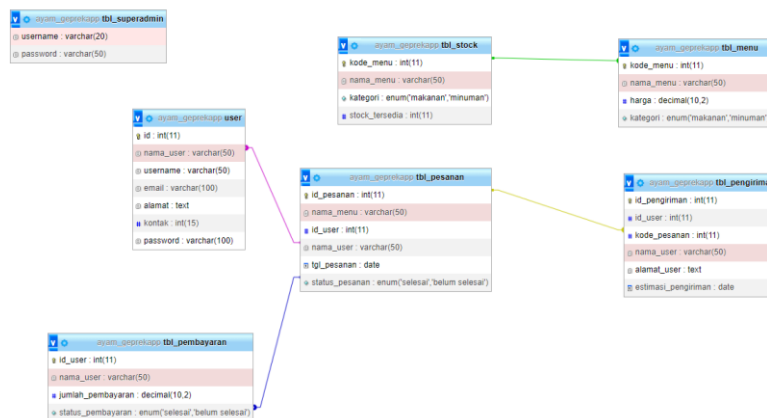 ayam_geprekapp tbl_superadmin
username : varchar(20)
password : varchar(50)
ayam_geprekapp tbl_stock
kode_menu : int(11)
nama_menu : varchar(50)
kategori : enum('makanan','minuman')
stock_tersedia : int(11)
ayam_geprekapp tbl_menu
kode_menu : int(11)
nama_menu : varchar(50)
harga : decimal(10,2)
kategori : enum('makanan','minuman'
ayam_geprekapp user
id : int(11)
nama_user : varchar(50)
username : varchar(50)
email : varchar(100)
alamat : text
kontak : int(15)
password : varchar(100)
ayam_geprekapp tbl_pesanan
id_pesanan : int(11)
nama_menu : varchar(50)
id_user : int(11)
nama_user : varchar(50)
tgl_pesanan : date
status_pesanan : enum('selesai','belum selesai')
ayam_geprekapp tbl_pengirima
id_pengiriman : int(11)
id_user : int(11)
kode_pesanan : int(11)
nama_user : varchar(50)
alamat_user : text
estimasi_pengiriman : date
ayam_geprekapp tbl_pembayaran
id_user : int(11)
nama_user : varchar(50)
jumlah_pembayaran : decimal(10,2)
status_pembayaran : enum('selesai','belum selesai')